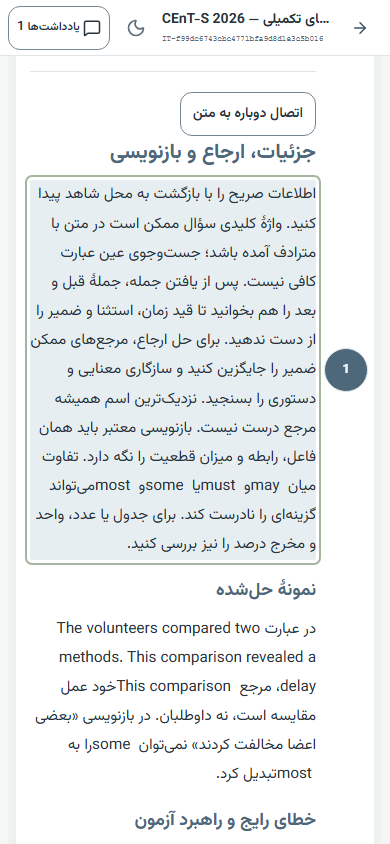 CEnT-S 2026 — ...ای تکمیلی
IT-f99dc6743cbc4771bfa9d8d1e3c5b016
یادداشت‌ها 1
اتصال دوباره به متن
جزئیات، ارجاع و بازنویسی
اطلاعات صریح را با بازگشت به محل شاهد پیدا
کنید. واژهٔ کلیدی سؤال ممکن است در متن با
مترادف آمده باشد؛ جست‌وجوی عین عبارت
کافی نیست. پس از یافتن جمله، جملهٔ قبل و
بعد را هم بخوانید تا قید زمان، استثنا و ضمیر را
از دست ندهید. برای حل ارجاع، مرجع‌های ممکن
ضمیر را جایگزین کنید و سازگاری معنایی و
دستوری را بسنجید. نزدیک‌ترین اسم همیشه
مرجع درست نیست. بازنویسی معتبر باید همان
فاعل، رابطه و میزان قطعیت را نگه دارد. تفاوت
میان may و must یا some و most می‌تواند
گزینه‌ای را نادرست کند. برای جدول یا عدد، واحد
و مخرج درصد را نیز بررسی کنید.
1
نمونهٔ حل‌شده
در عبارت The volunteers compared two
methods. This comparison revealed a
delay، مرجع This comparison خود عمل
مقایسه است، نه داوطلبان. در بازنویسی «بعضی
اعضا مخالفت کردند» نمی‌توان some را به
most تبدیل کرد.
خطای رایج و راهبرد آزمون